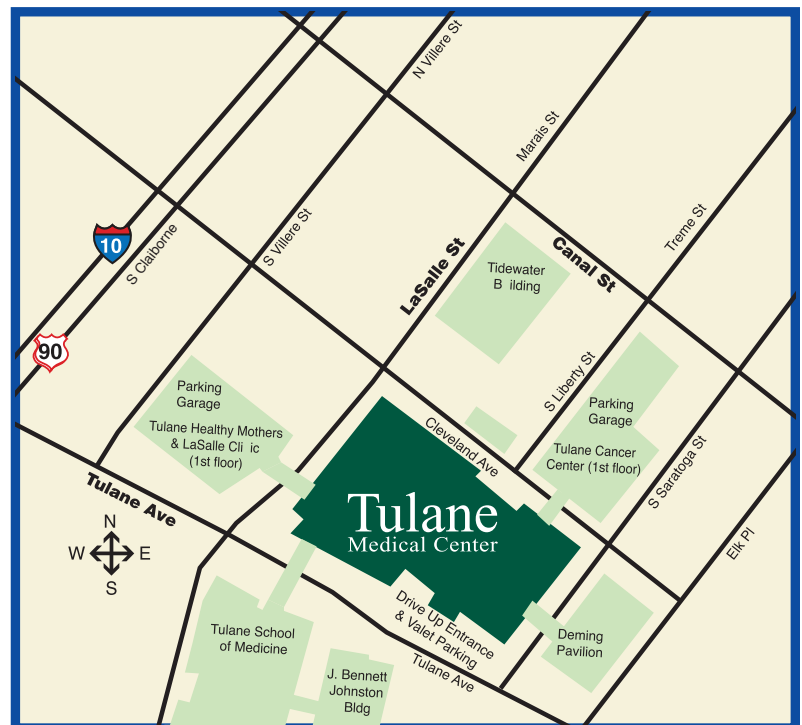 N Villere St
Marais St
Treme St
10
S Claiborne
S Villere St
LaSalle St
Canal St
Tidewater
B ilding
90
S Liberty St
Parking
Garage
Parking
Garage
Tulane Healthy Mothers
& LaSalle Cli ic
(1st floor)
Cleveland Ave
Tulane Cancer
Center (1st floor)
S Saratoga St
Tulane Ave
Tulane
Medical Center
N
W E
S
Elk Pl
Drive Up Entrance
& Valet Parking
Tulane School
of Medicine
Deming
Pavilion
Tulane Ave
J. Bennett
Johnston
Bldg